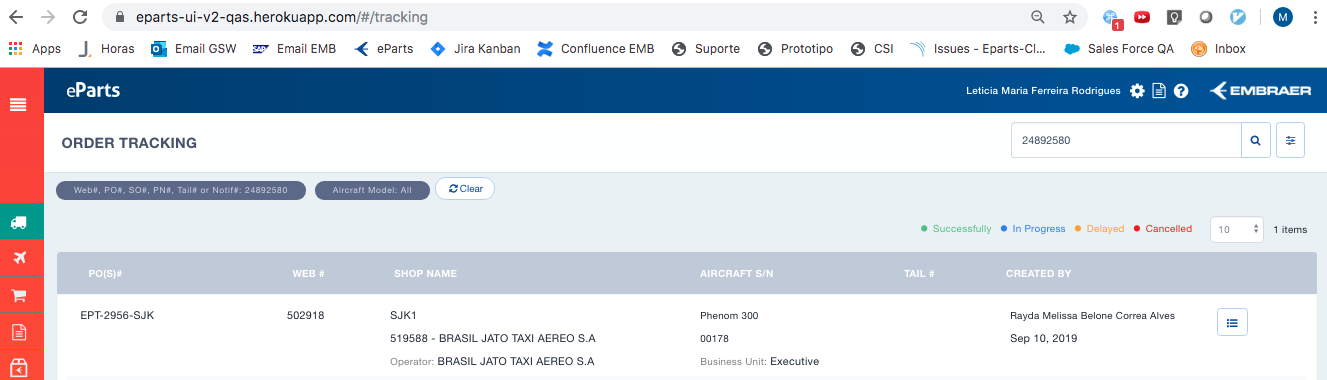 eparts-ui-v2-qas.herokuapp.com/#/tracking
1
M
Apps Horas Email GSW Email EMB eParts Jira Kanban Confluence EMB Suporte Prototipo CSI Issues - Eparts-Cl... Sales Force QA Inbox
eParts Leticia Maria Ferreira Rodrigues EMBRAER
ORDER TRACKING 24892580
Web#, PO#, SO#, PN#, Tail# or Notif#: 24892580 Aircraft Model: All Clear
Successfully In Progress Delayed Cancelled 10 1 items
PO(S)# WEB # SHOP NAME AIRCRAFT S/N TAIL # CREATED BY
EPT-2956-SJK 502918 SJK1 Phenom 300 Rayda Melissa Belone Correa Alves
519588 - BRASIL JATO TAXI AEREO S.A 00178 Sep 10, 2019
Operator: BRASIL JATO TAXI AEREO S.A Business Unit: Executive